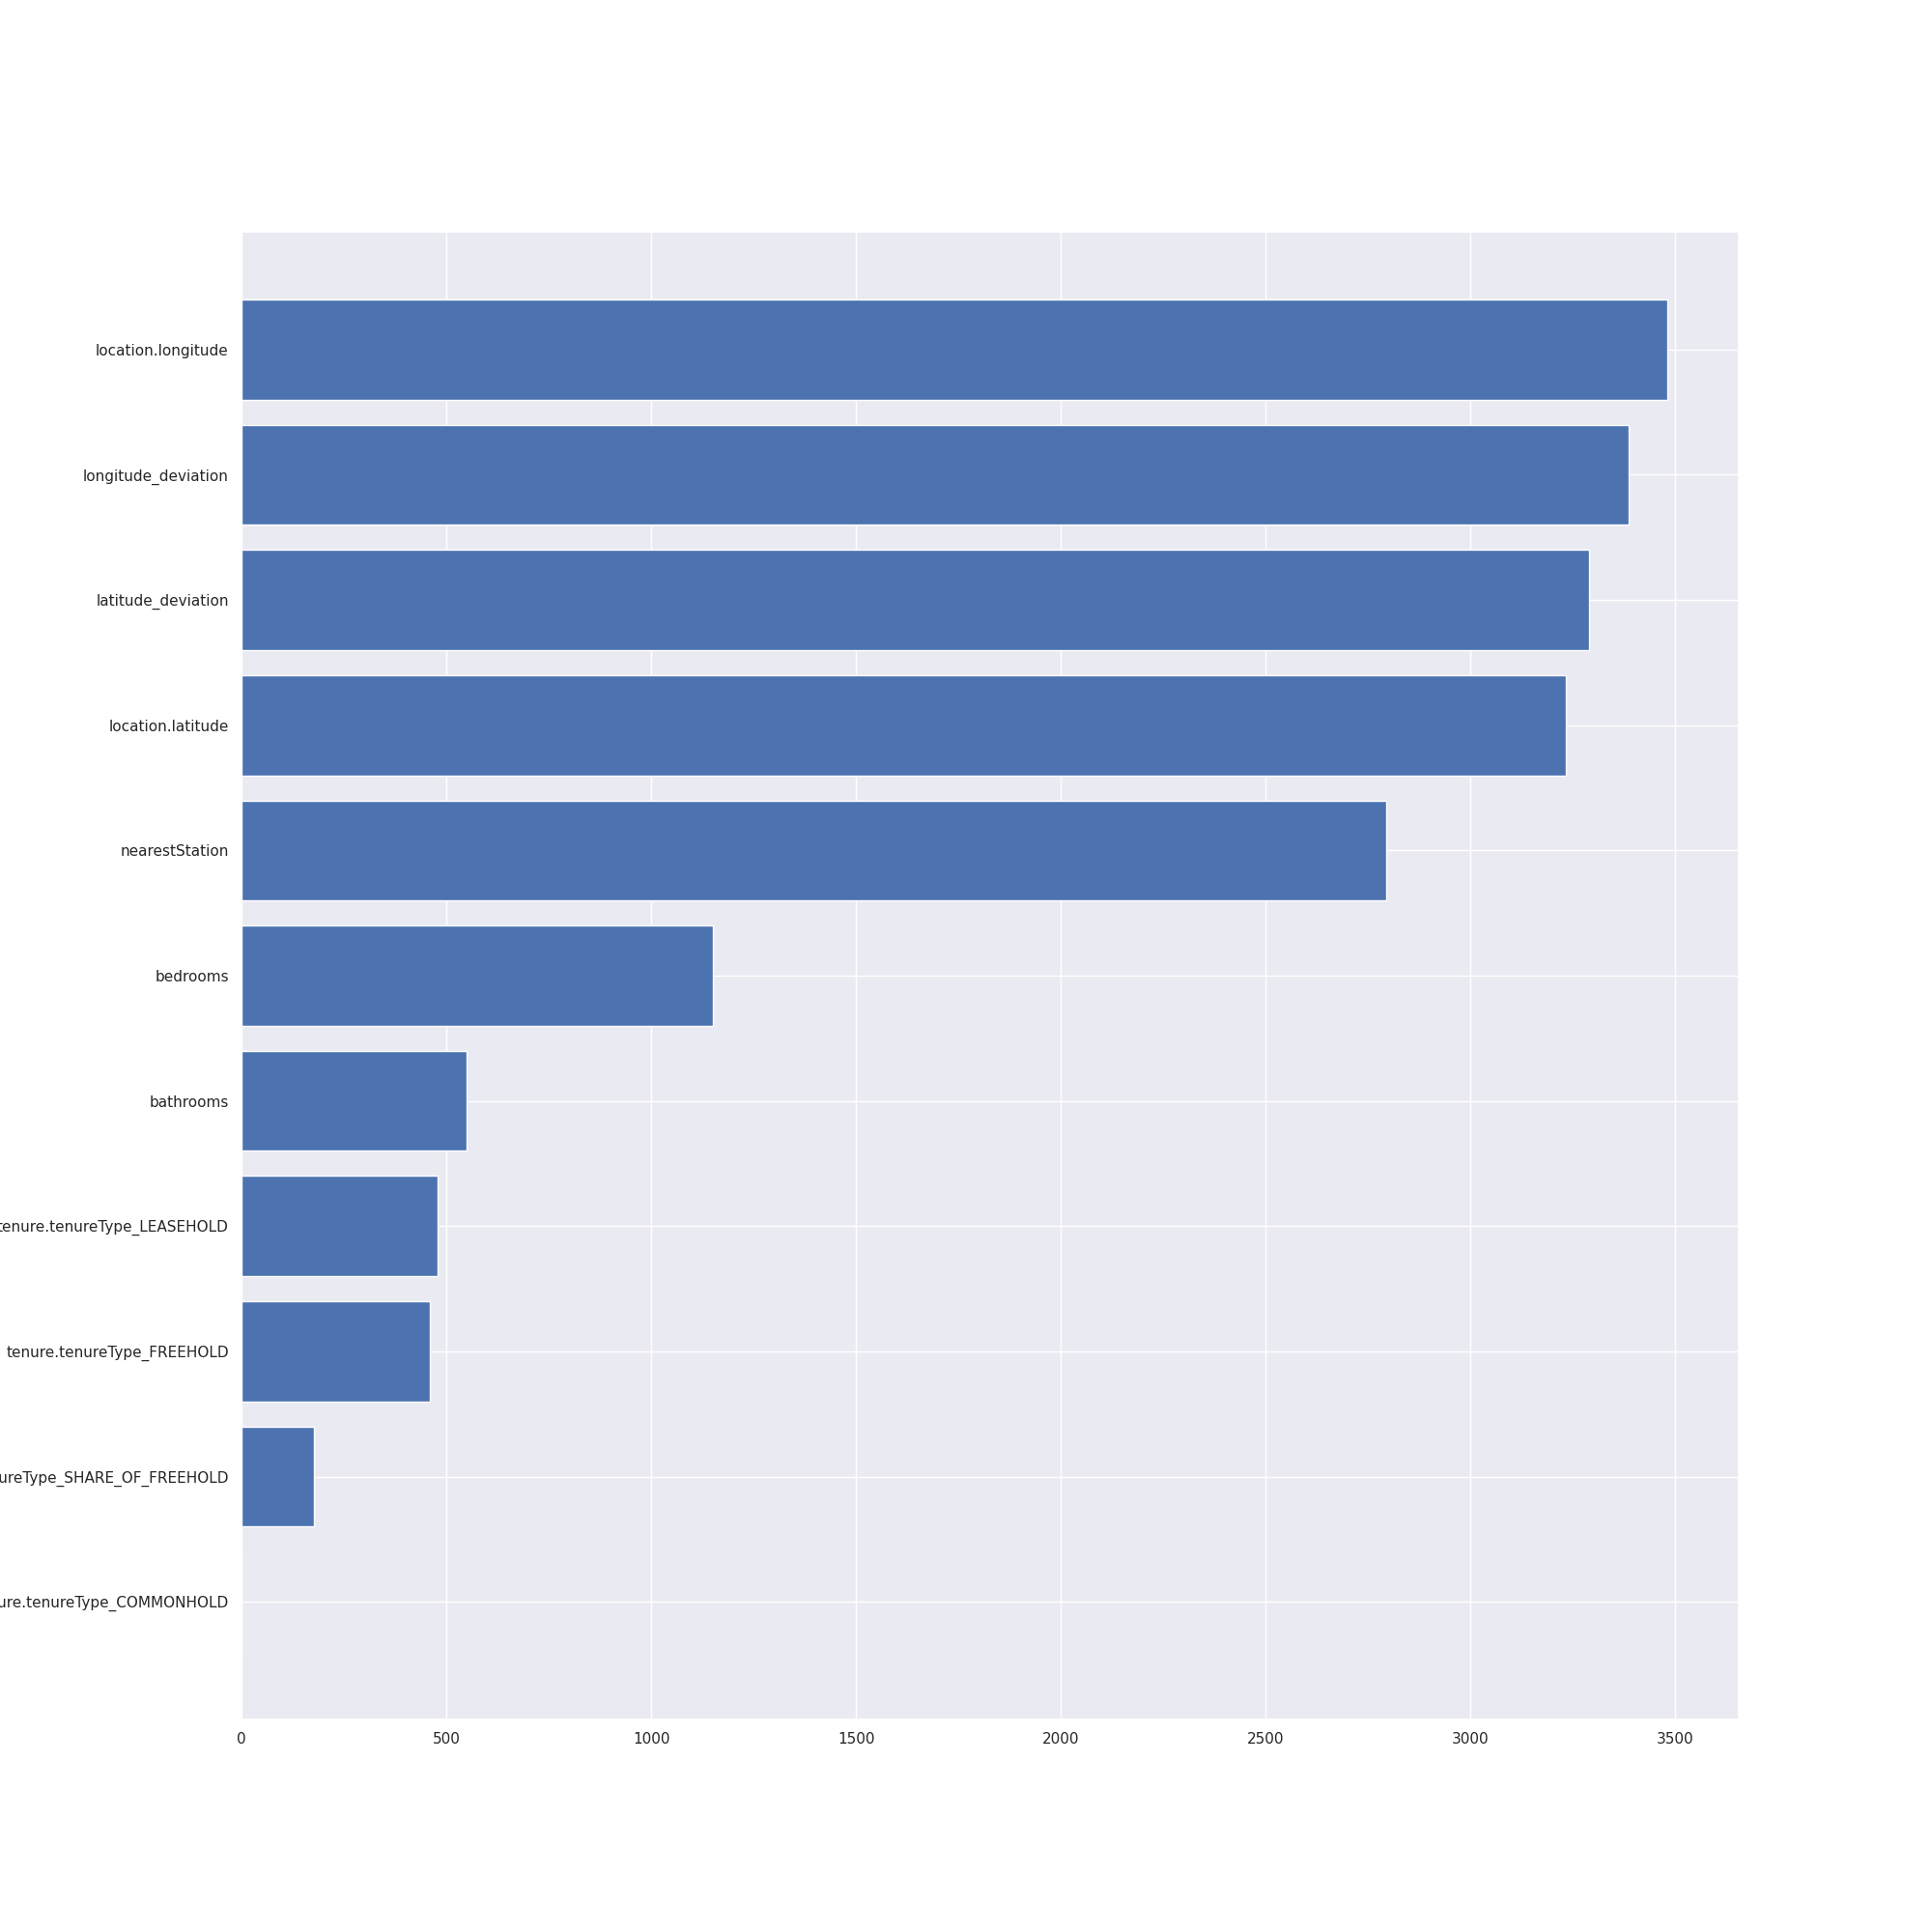 location.longitude
longitude_deviation
latitude_deviation
location.latitude
nearestStation
bedrooms
bathrooms
tenure.tenureType_LEASEHOLD
tenure.tenureType_FREEHOLD
ureType_SHARE_OF_FREEHOLD
ure.tenureType_COMMONHOLD
0 500 1000 1500 2000 2500 3000 3500